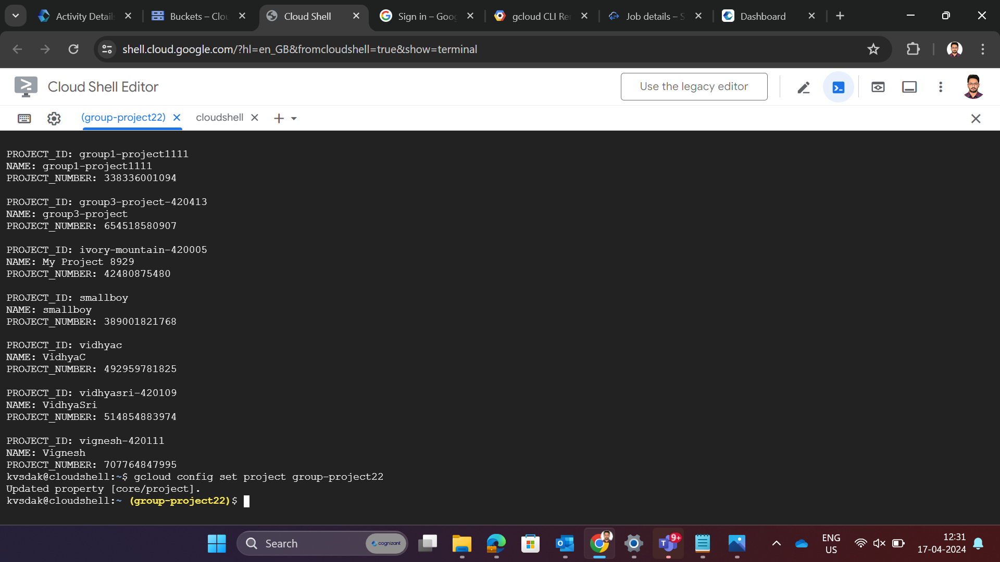 Activity Details
Buckets – Clou
Cloud Shell
Sign in – Goog
gcloud CLI Re
Job details – S
Dashboard
shell.cloud.google.com/?hl=en_GB&fromcloudshell=true&show=terminal
Cloud Shell Editor
Use the legacy editor
(group-project22)
cloudshell
PROJECT_ID: group1-project1111
NAME: group1-project1111
PROJECT_NUMBER: 338336001094
PROJECT_ID: group3-project-420413
NAME: group3-project
PROJECT_NUMBER: 654518580907
PROJECT_ID: ivory-mountain-420005
NAME: My Project 8929
PROJECT_NUMBER: 42480875480
PROJECT_ID: smallboy
NAME: smallboy
PROJECT_NUMBER: 389001821768
PROJECT_ID: vidhyac
NAME: VidhyaC
PROJECT_NUMBER: 492959781825
PROJECT_ID: vidhyasri-420109
NAME: VidhyaSri
PROJECT_NUMBER: 514854883974
PROJECT_ID: vignesh-420111
NAME: Vignesh
PROJECT_NUMBER: 707764847995
kvsdak@cloudshell:~$ gcloud config set project group-project22
Updated property [core/project].
kvsdak@cloudshell:~ (group-project22)$
Search
cognizant
9+
ENG
US
12:31
17-04-2024